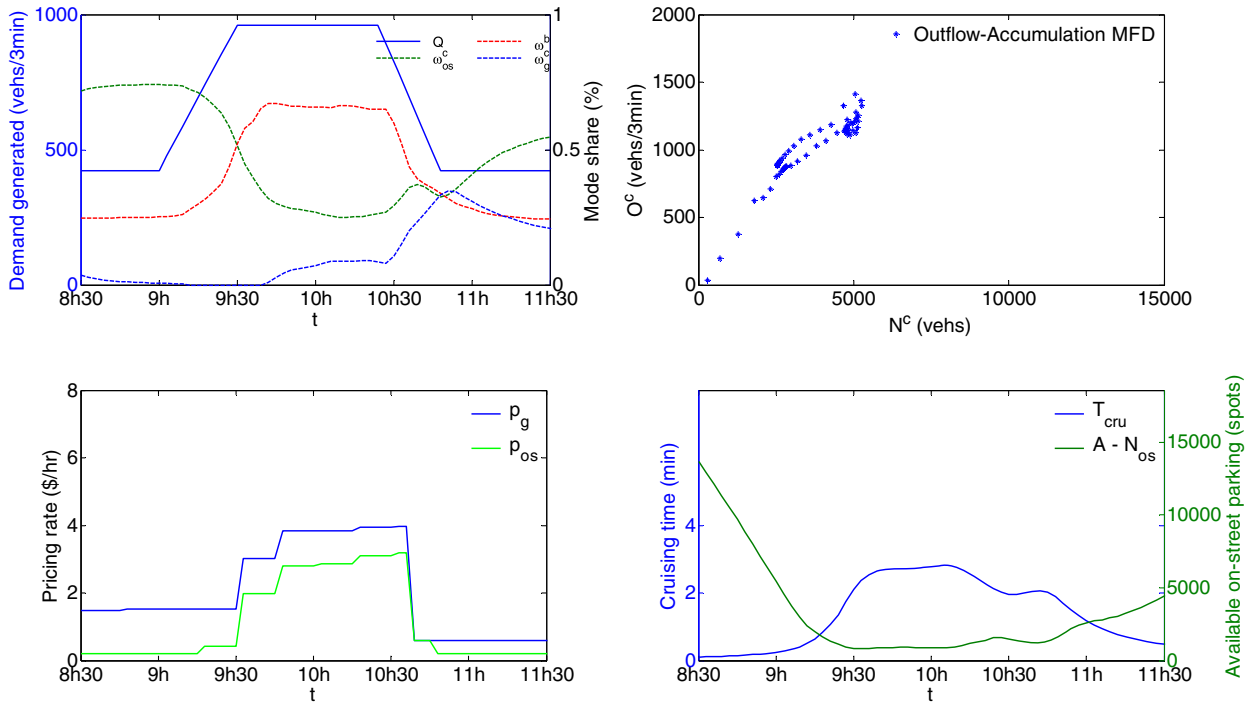 Demand generated (vehs/3min)
1000
500
0
Q
ω_os^c
ω^b
ω_g^c
1
0.5
0
Mode share (%)
8h30 9h 9h30 10h 10h30 11h 11h30
t
O^c (vehs/3min)
2000
1500
1000
500
0
Outflow-Accumulation MFD
0 5000 10000 15000
N^c (vehs)
Pricing rate ($/hr)
8
6
4
2
0
p_g
p_os
8h30 9h 9h30 10h 10h30 11h 11h30
t
Cruising time (min)
4
2
0
T_cru
A - N_os
15000
10000
5000
0
Available on-street parking (spots)
8h30 9h 9h30 10h 10h30 11h 11h30
t